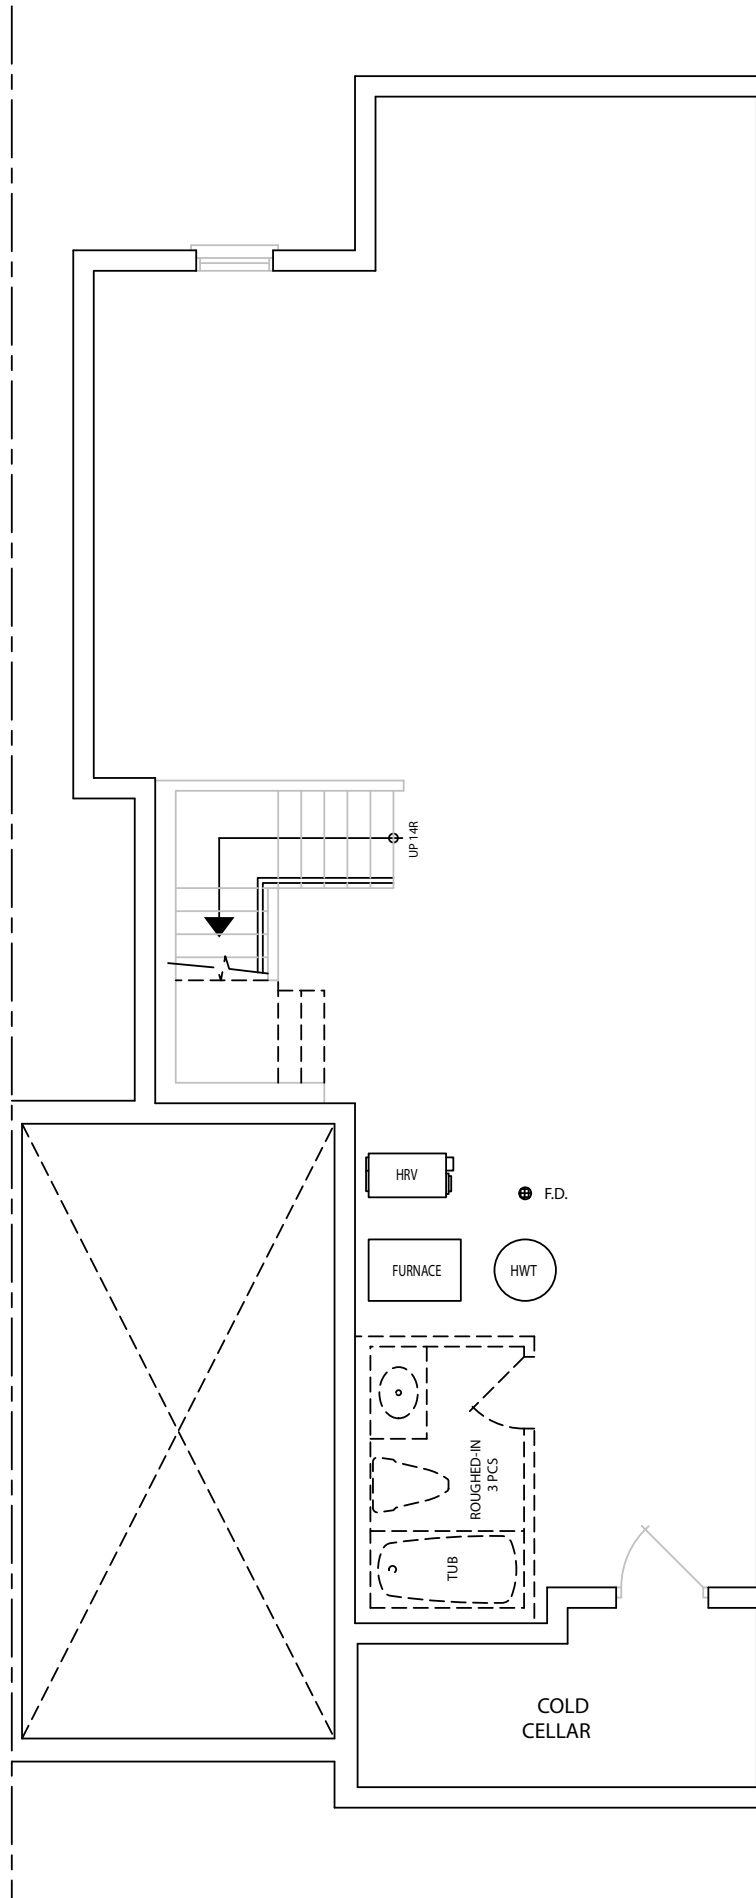 UP 14R
HRV
F.D.
FURNACE
HWT
ROUGHED-IN
3 PCS
TUB
COLD
CELLAR